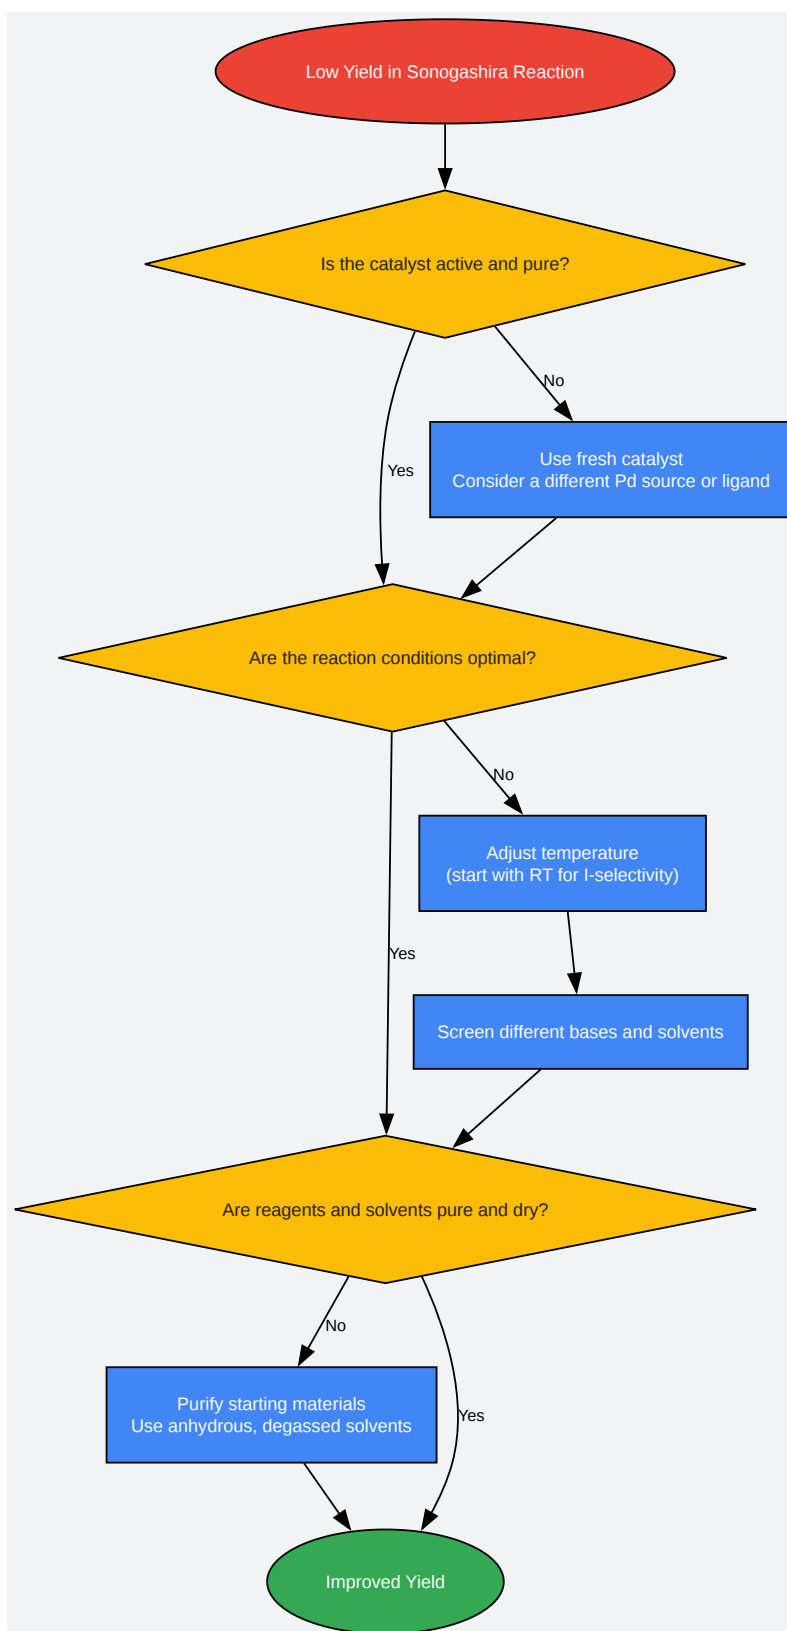 Low Yield in Sonogashira Reaction
Is the catalyst active and pure?
No
Use fresh catalyst
Consider a different Pd source or ligand
Yes
Are the reaction conditions optimal?
No
Adjust temperature
(start with RT for I-selectivity)
Yes
Screen different bases and solvents
Are reagents and solvents pure and dry?
No
Purify starting materials
Use anhydrous, degassed solvents
Yes
Improved Yield